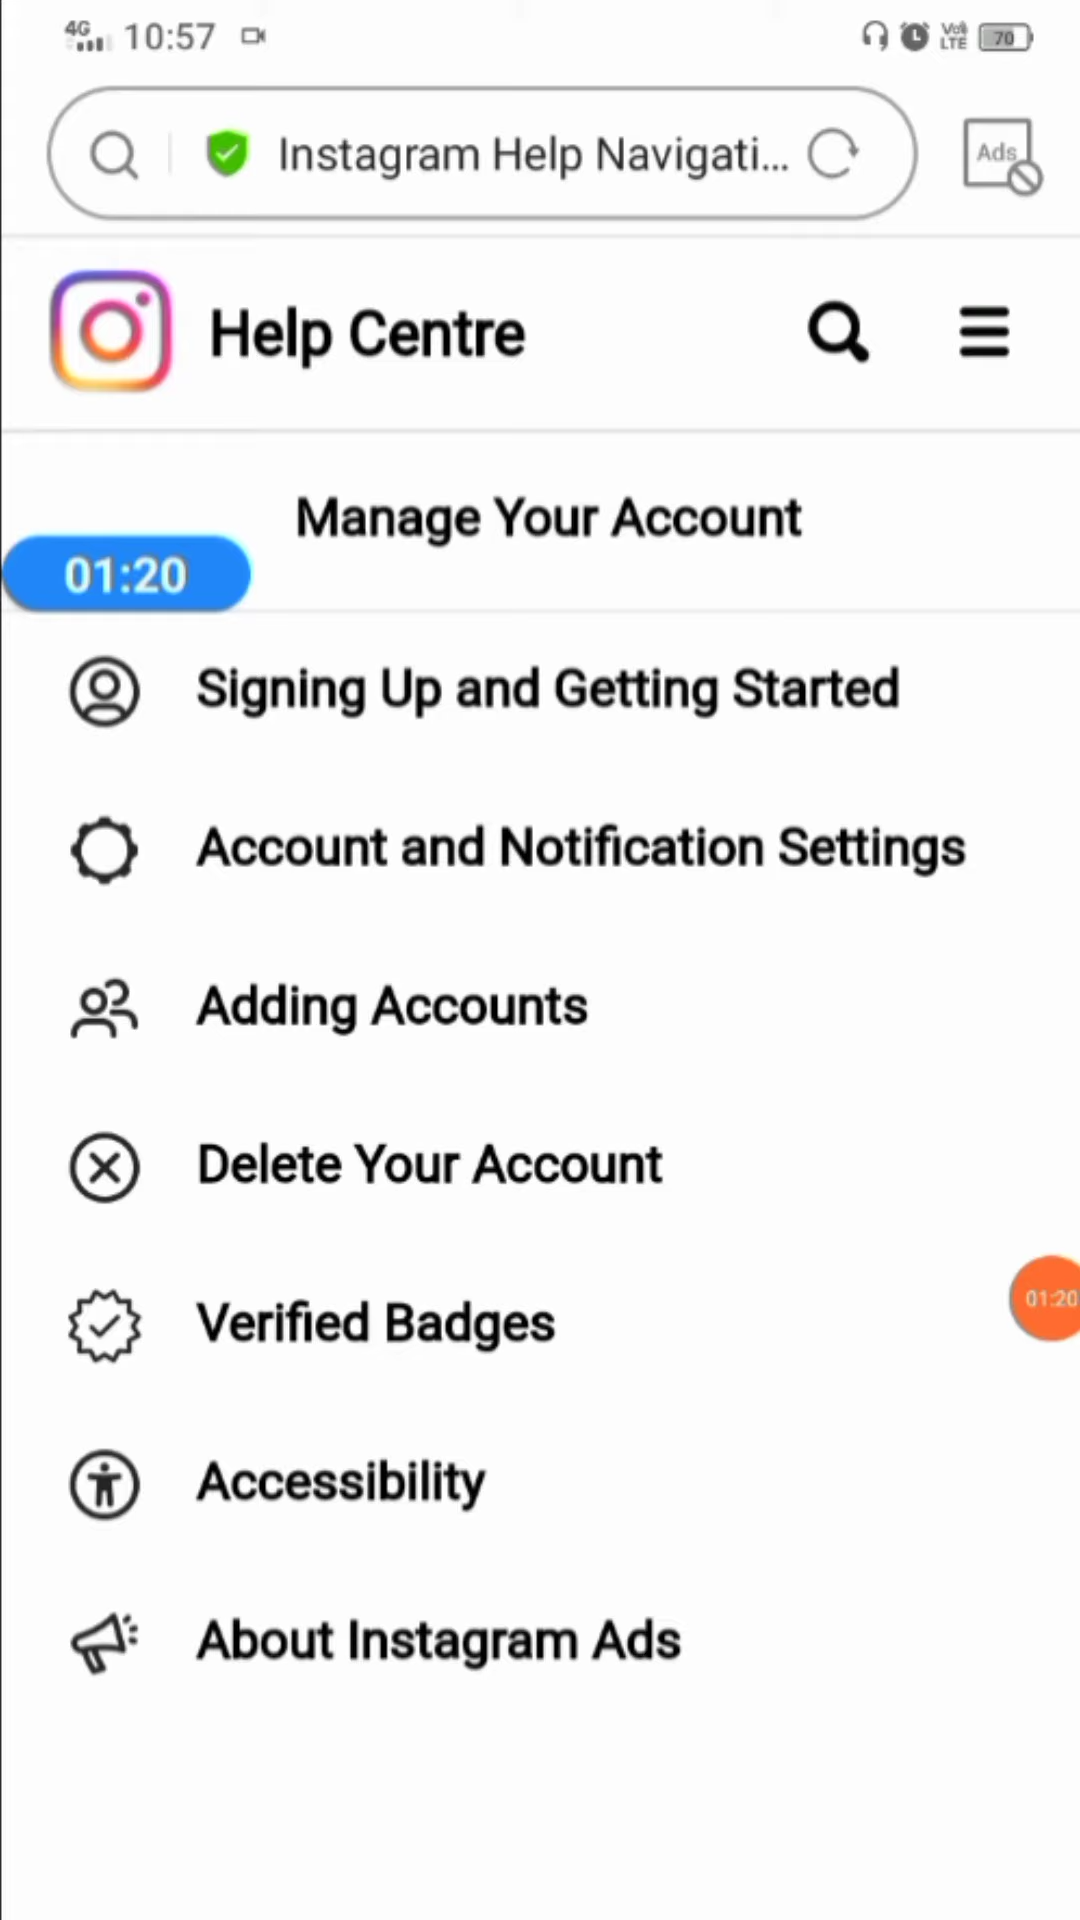 4G 10:57 VoLTE 70
Instagram Help Navigati... Ads
Help Centre
Manage Your Account
01:20
Signing Up and Getting Started
Account and Notification Settings
Adding Accounts
Delete Your Account
Verified Badges
01:20
Accessibility
About Instagram Ads